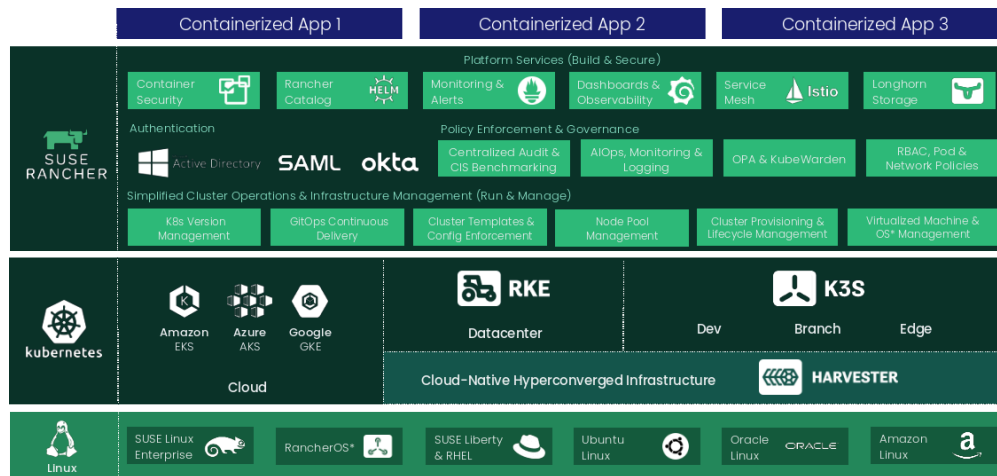 Containerized App 1
Containerized App 2
Containerized App 3
Platform Services (Build & Secure)
Container
Security
Rancher
Catalog
HELM
Monitoring &
Alerts
Dashboards &
Observability
Service
Mesh
Istio
Longhorn
Storage
SUSE
RANCHER
Authentication
Active Directory
SAML
okta
Policy Enforcement & Governance
Centralized Audit &
CIS Benchmarking
AIOps, Monitoring &
Logging
OPA & KubeWarden
RBAC, Pod &
Network Policies
Simplified Cluster Operations & Infrastructure Management (Run & Manage)
K8s Version
Management
GitOps Continuous
Delivery
Cluster Templates &
Config Enforcement
Node Pool
Management
Cluster Provisioning &
Lifecycle Management
Virtualized Machine &
OS* Management
kubernetes
Amazon
EKS
Azure
AKS
Google
GKE
Cloud
RKE
Datacenter
K3S
Dev
Branch
Edge
Cloud-Native Hyperconverged Infrastructure
HARVESTER
Linux
SUSE Linux
Enterprise
RancherOS*
SUSE Liberty
& RHEL
Ubuntu
Linux
Oracle
Linux
ORACLE
Amazon
Linux
a